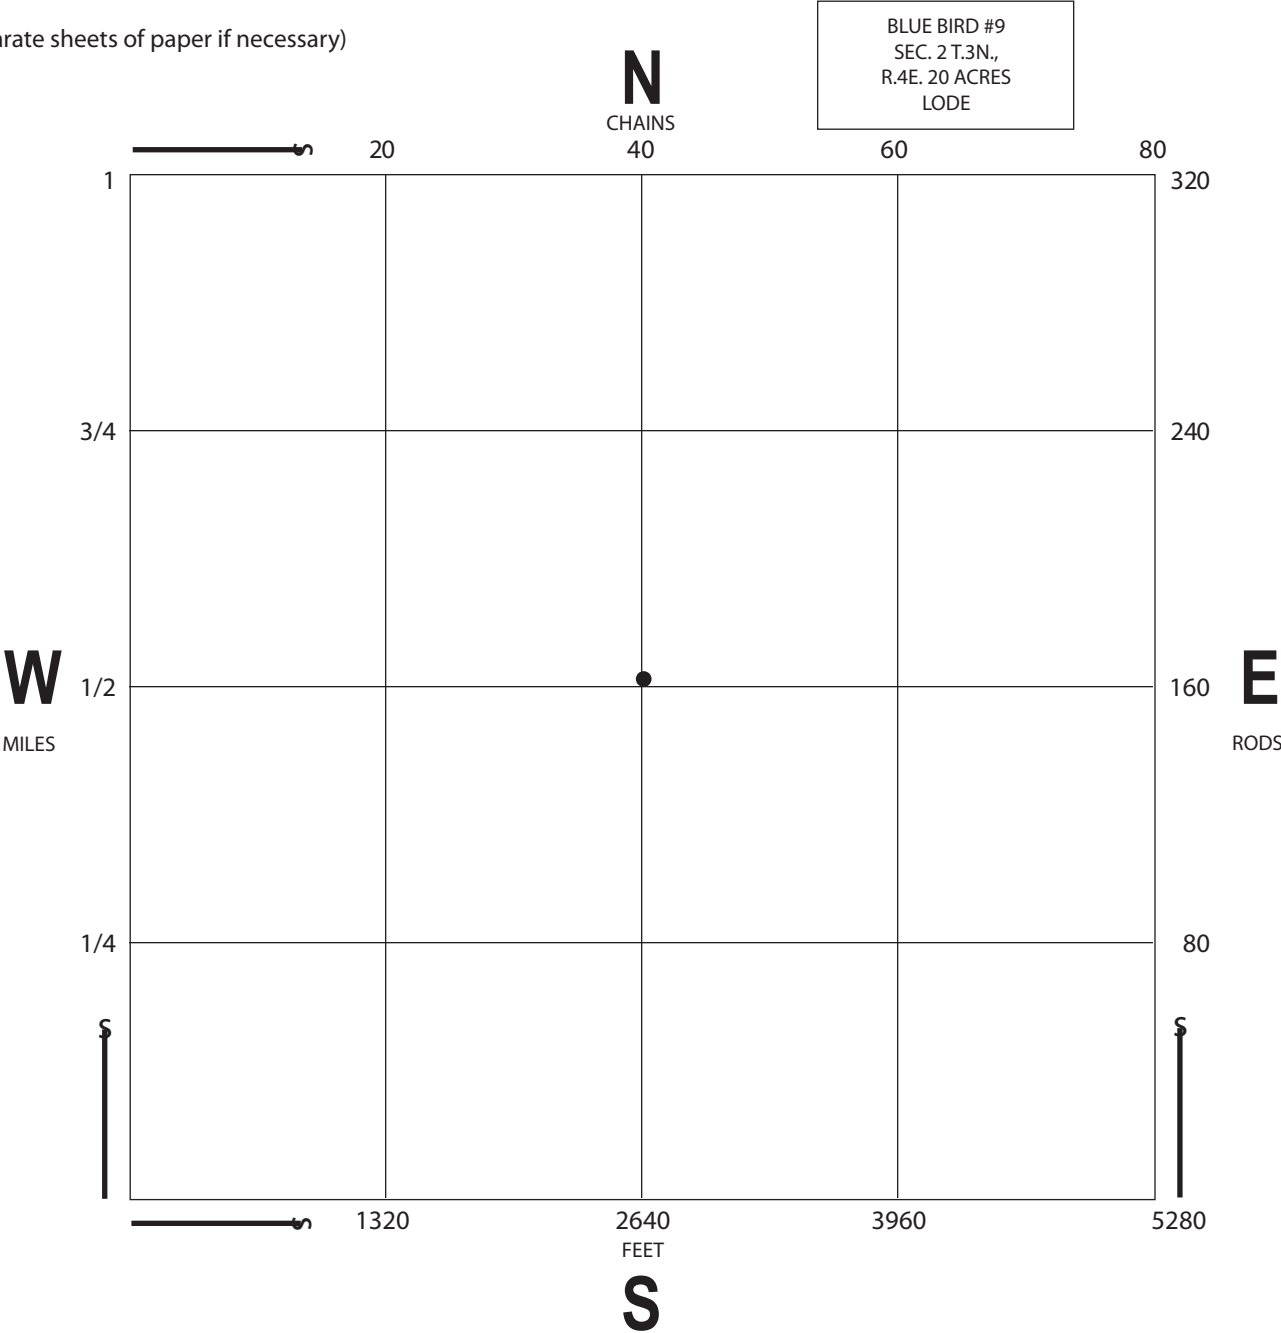 arate sheets of paper if necessary)
BLUE BIRD #9
SEC. 2 T.3N.,
R.4E. 20 ACRES
LODE
N
CHAINS
20 40 60 80
1 320
3/4 240
W 1/2 160 E
MILES RODS
1/4 80
1320 2640 3960 5280
FEET
S